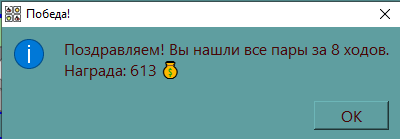 Победа!
Поздравляем! Вы нашли все пары за 8 ходов.
Награда: 613 💰
OK